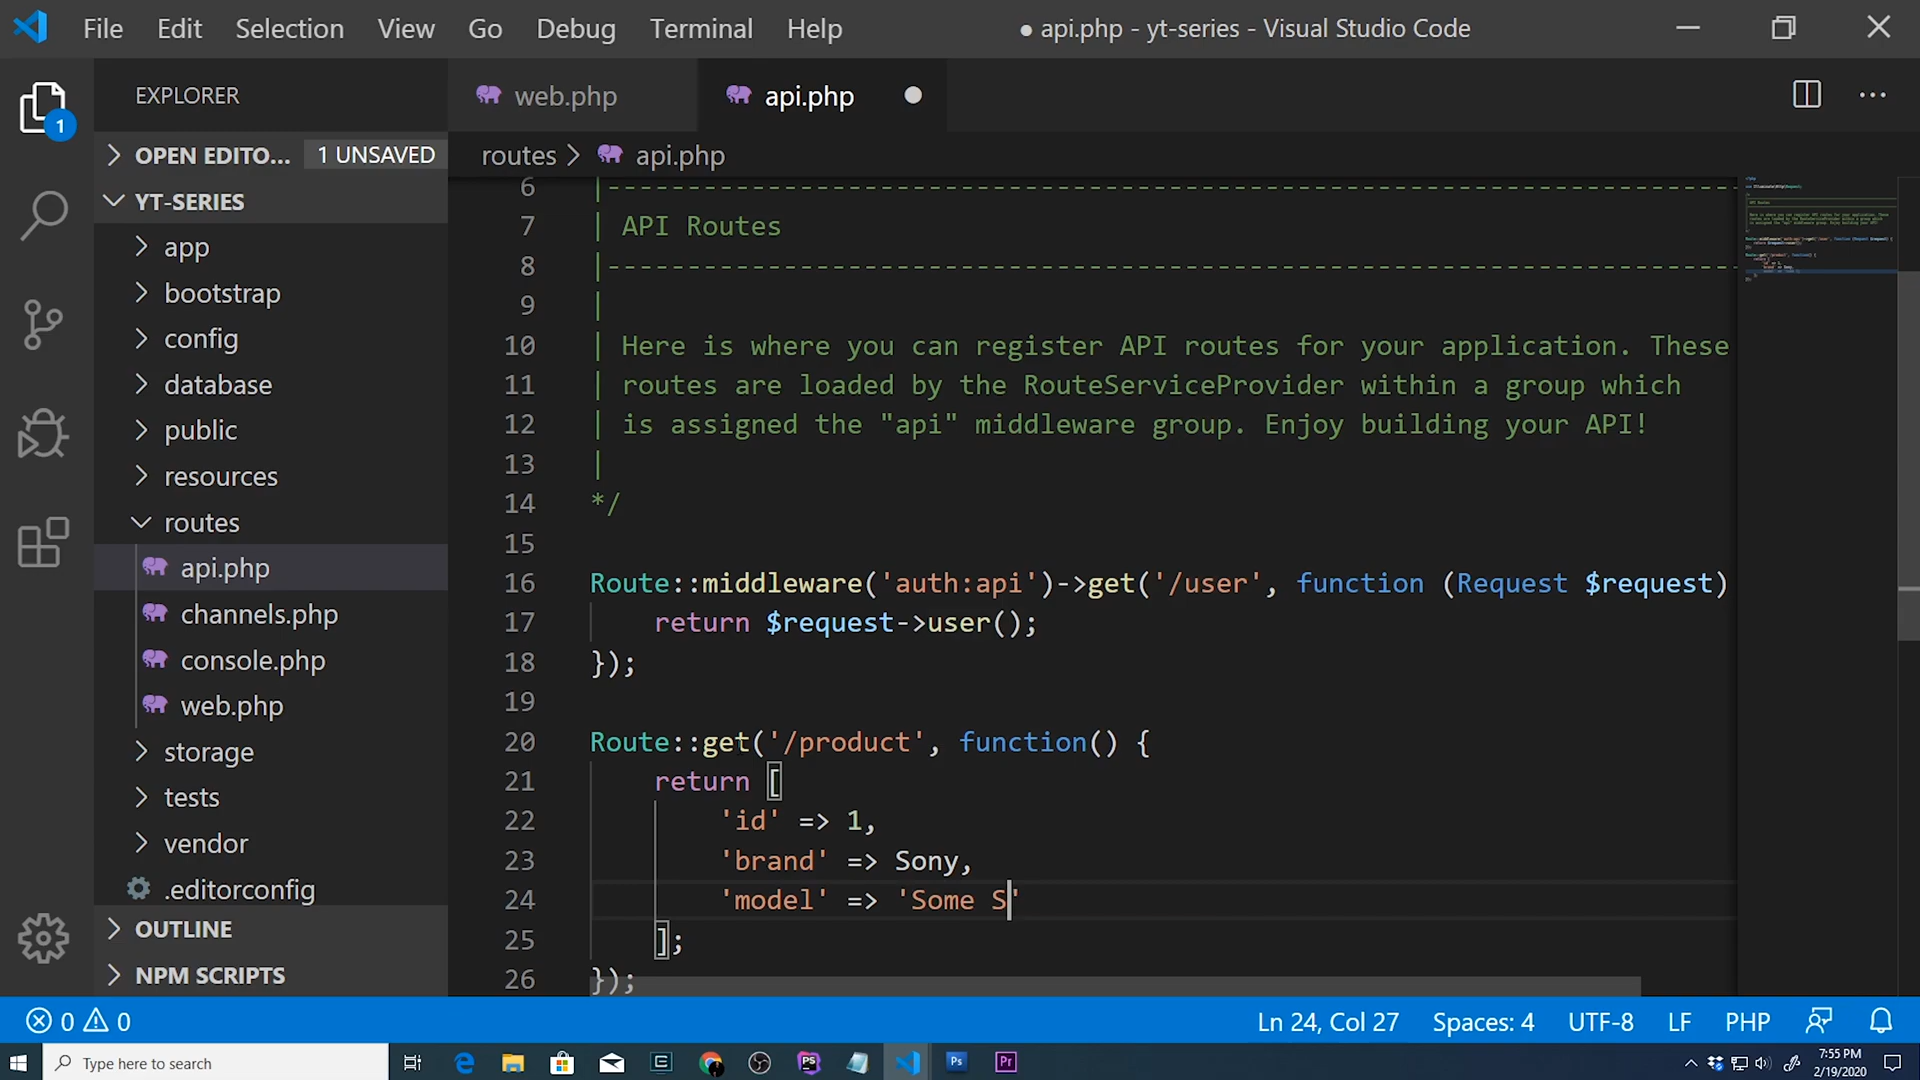 File Edit Selection View Go Debug Terminal Help
● api.php - yt-series - Visual Studio Code
EXPLORER
web.php
api.php
1
OPEN EDITO... 1 UNSAVED
routes > api.php
YT-SERIES
app
bootstrap
config
database
public
resources
routes
api.php
channels.php
console.php
web.php
storage
tests
vendor
.editorconfig
OUTLINE
NPM SCRIPTS
6 |--------------------------------------------------------------------------
7 | API Routes
8 |--------------------------------------------------------------------------
9 |
10 | Here is where you can register API routes for your application. These
11 | routes are loaded by the RouteServiceProvider within a group which
12 | is assigned the "api" middleware group. Enjoy building your API!
13 |
14 */
15
16 Route::middleware('auth:api')->get('/user', function (Request $request)
17 return $request->user();
18 });
19
20 Route::get('/product', function() {
21 return [
22 'id' => 1,
23 'brand' => Sony,
24 'model' => 'Some S'
25 ];
26 });
0 0
Ln 24, Col 27 Spaces: 4 UTF-8 LF PHP
Type here to search
Ps
Pr
7:55 PM
2/19/2020